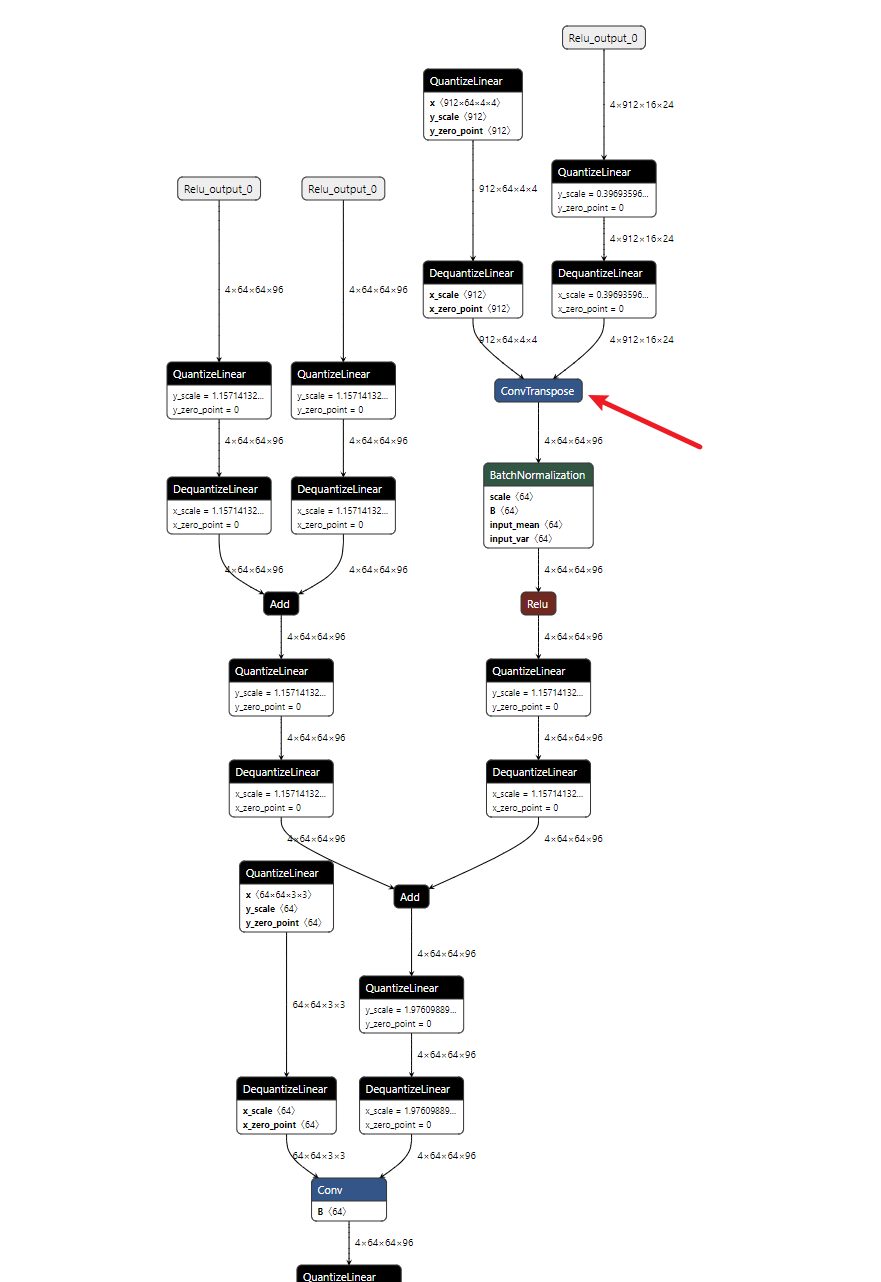 Relu_output_0
QuantizeLinear
x 〈912×64×4×4〉
y_scale 〈912〉
y_zero_point 〈912〉
4×912×16×24
QuantizeLinear
y_scale = 0.39693596...
y_zero_point = 0
912×64×4×4
4×912×16×24
DequantizeLinear
x_scale 〈912〉
x_zero_point 〈912〉
DequantizeLinear
x_scale = 0.39693596...
x_zero_point = 0
912×64×4×4
4×912×16×24
ConvTranspose
4×64×64×96
BatchNormalization
scale 〈64〉
B 〈64〉
input_mean 〈64〉
input_var 〈64〉
4×64×64×96
Relu
4×64×64×96
QuantizeLinear
y_scale = 1.15714132...
y_zero_point = 0
4×64×64×96
DequantizeLinear
x_scale = 1.15714132...
x_zero_point = 0
4×64×64×96
Relu_output_0
Relu_output_0
4×64×64×96
4×64×64×96
QuantizeLinear
y_scale = 1.15714132...
y_zero_point = 0
QuantizeLinear
y_scale = 1.15714132...
y_zero_point = 0
4×64×64×96
4×64×64×96
DequantizeLinear
x_scale = 1.15714132...
x_zero_point = 0
DequantizeLinear
x_scale = 1.15714132...
x_zero_point = 0
4×64×64×96
4×64×64×96
Add
4×64×64×96
QuantizeLinear
y_scale = 1.15714132...
y_zero_point = 0
4×64×64×96
DequantizeLinear
x_scale = 1.15714132...
x_zero_point = 0
4×64×64×96
QuantizeLinear
x 〈64×64×3×3〉
y_scale 〈64〉
y_zero_point 〈64〉
Add
4×64×64×96
QuantizeLinear
y_scale = 1.97609889...
y_zero_point = 0
64×64×3×3
4×64×64×96
DequantizeLinear
x_scale 〈64〉
x_zero_point 〈64〉
DequantizeLinear
x_scale = 1.97609889...
x_zero_point = 0
64×64×3×3
4×64×64×96
Conv
B 〈64〉
4×64×64×96
QuantizeLinear